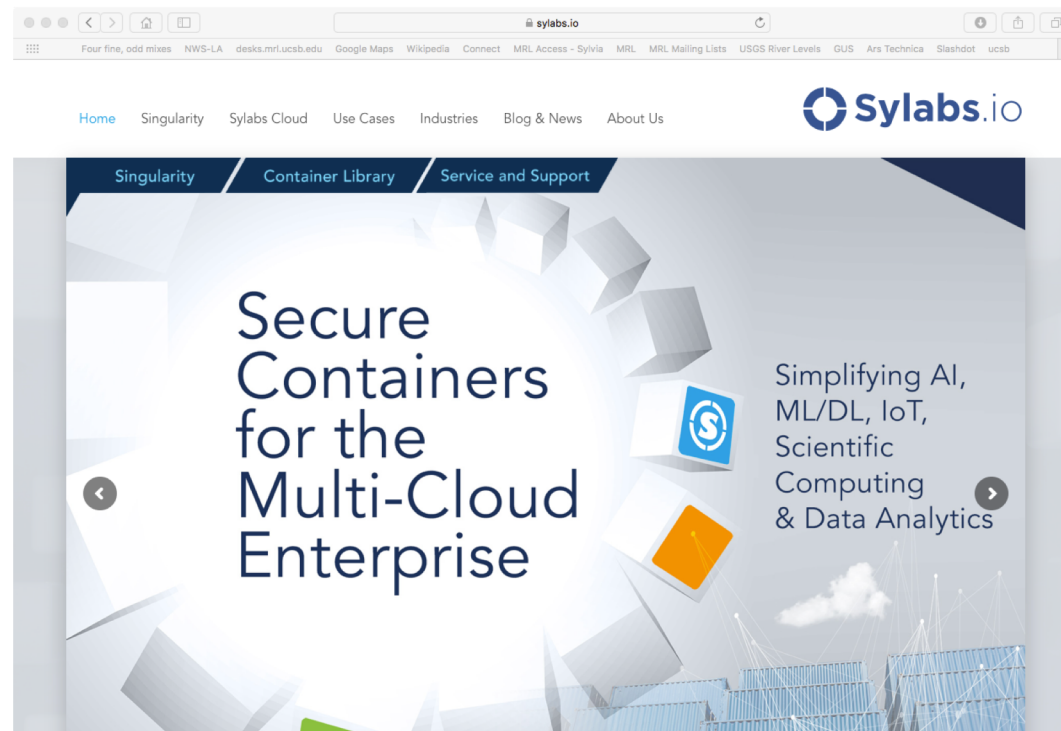 sylabs.io
Four fine, odd mixes NWS-LA desks.mrl.ucsb.edu Google Maps Wikipedia Connect MRL Access - Sylvia MRL MRL Mailing Lists USGS River Levels GUS Ars Technica Slashdot ucsb
Sylabs.io
Home Singularity Sylabs Cloud Use Cases Industries Blog & News About Us
Singularity Container Library Service and Support
Secure
Containers
for the
Multi-Cloud
Enterprise
Simplifying AI,
ML/DL, IoT,
Scientific
Computing
& Data Analytics
S